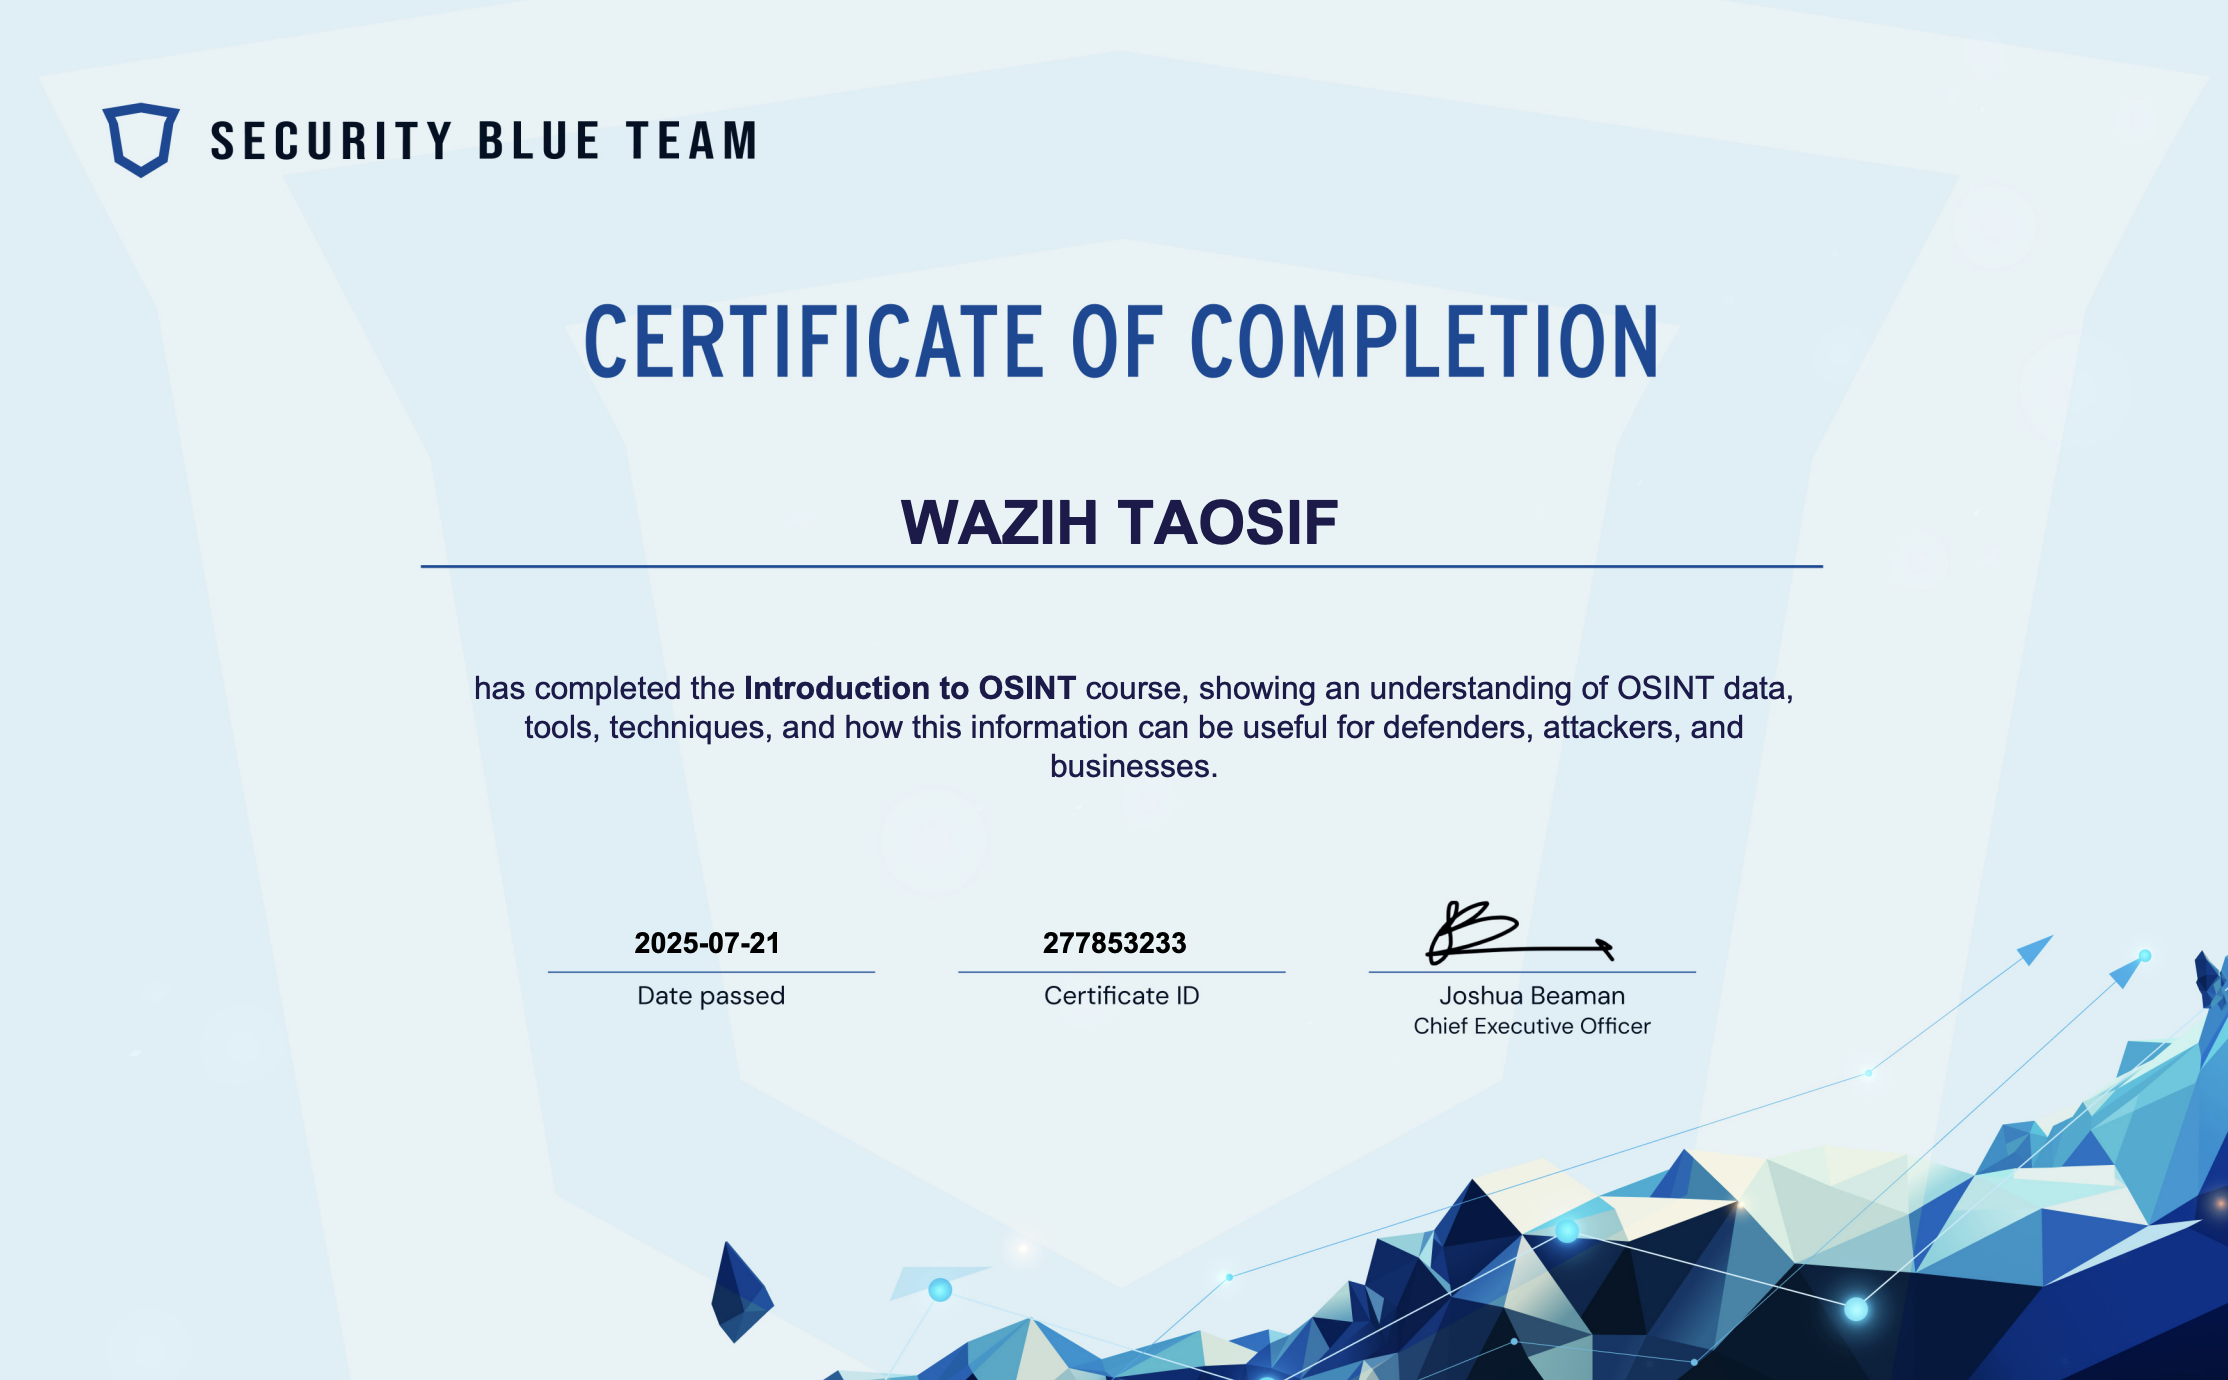 SECURITY BLUE TEAM
CERTIFICATE OF COMPLETION
WAZIH TAOSIF
has completed the Introduction to OSINT course, showing an understanding of OSINT data,
tools, techniques, and how this information can be useful for defenders, attackers, and
businesses.
2025-07-21
Date passed
277853233
Certificate ID
Joshua Beaman
Chief Executive Officer